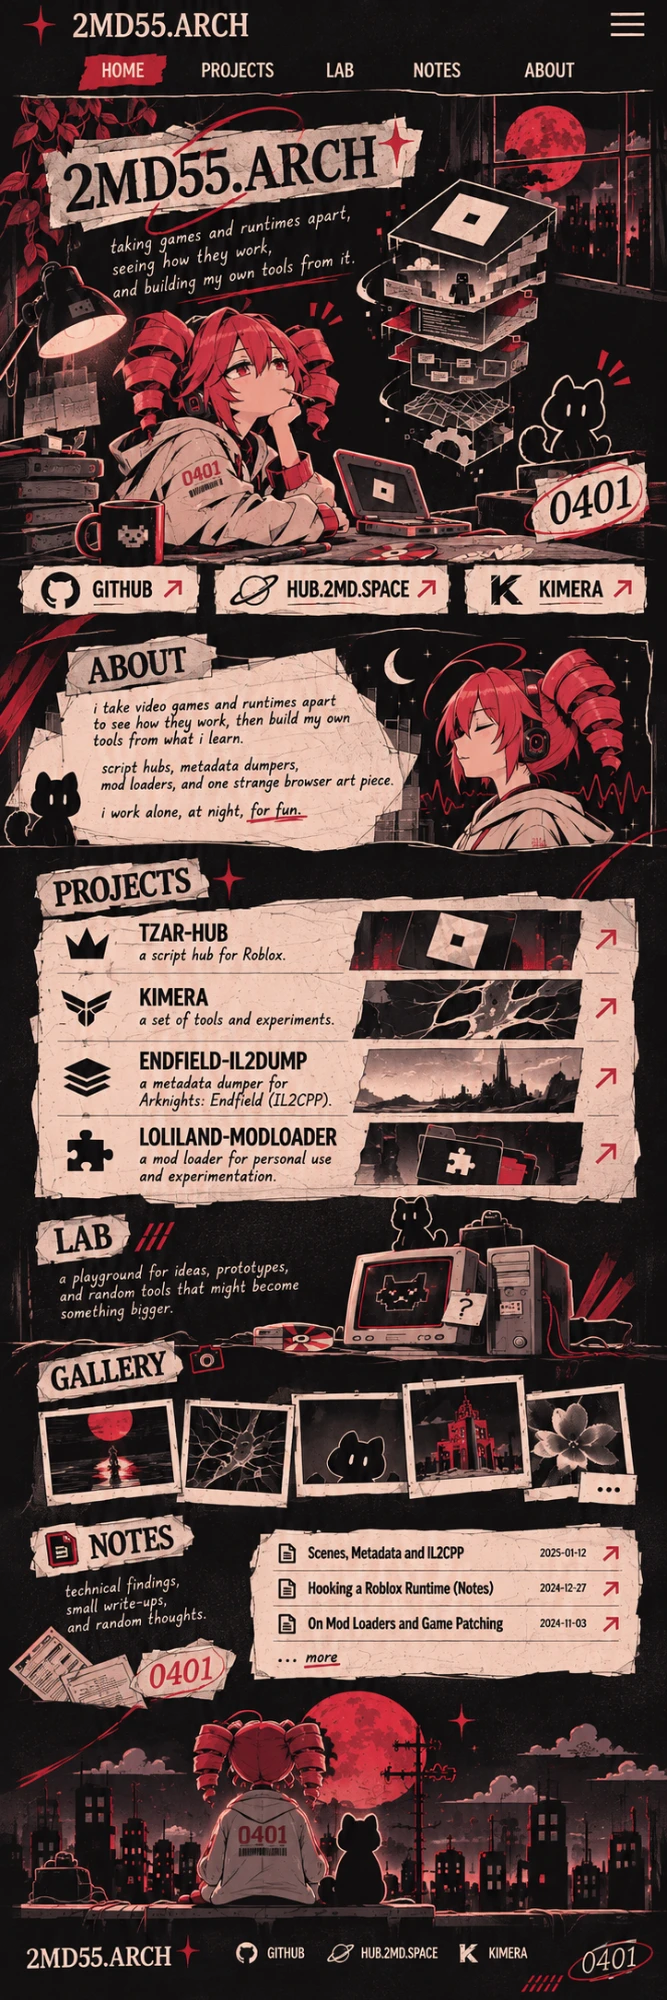 2MD55.ARCH
HOME PROJECTS LAB NOTES ABOUT
2MD55.ARCH
taking games and runtimes apart,
seeing how they work,
and building my own tools from it.
0401
0401
GITHUB
HUB.2MD.SPACE
KIMERA
ABOUT
i take video games and runtimes apart
to see how they work, then build my own
tools from what i learn.
script hubs, metadata dumpers,
mod loaders, and one strange browser art piece.
i work alone, at night, for fun.
PROJECTS
TZAR-HUB
a script hub for Roblox.
KIMERA
a set of tools and experiments.
ENDFIELD-IL2DUMP
a metadata dumper for
Arknights: Endfield (IL2CPP).
LOLILAND-MODLOADER
a mod loader for personal use
and experimentation.
LAB
a playground for ideas, prototypes,
and random tools that might become
something bigger.
?
GALLERY
...
NOTES
technical findings,
small write-ups,
and random thoughts.
0401
Scenes, Metadata and IL2CPP 2025-01-12
Hooking a Roblox Runtime (Notes) 2024-12-27
On Mod Loaders and Game Patching 2024-11-03
... more
0401
2MD55.ARCH
GITHUB
HUB.2MD.SPACE
KIMERA
0401